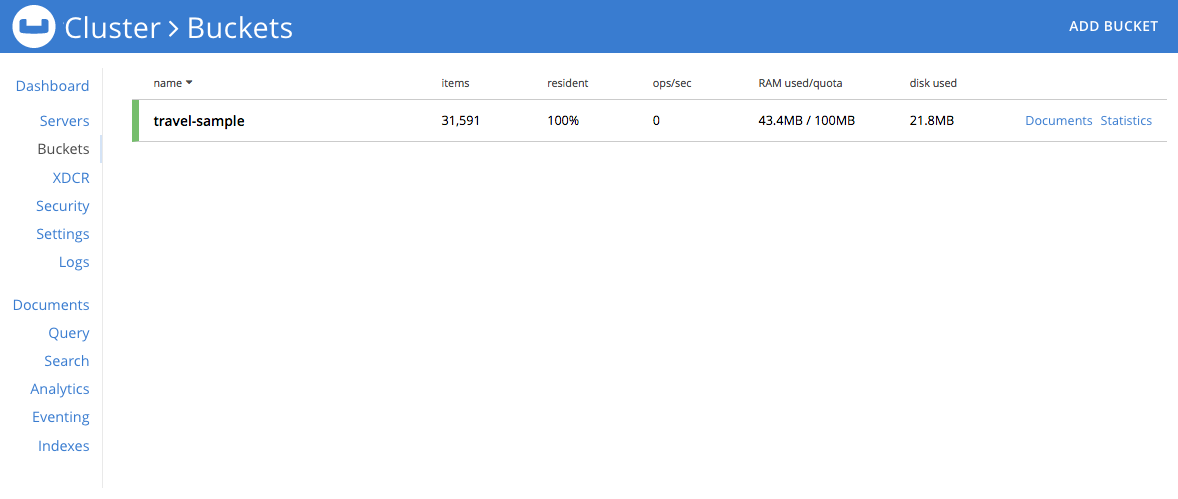 Cluster > Buckets
ADD BUCKET
Dashboard
Servers
Buckets
XDCR
Security
Settings
Logs
Documents
Query
Search
Analytics
Eventing
Indexes
name items resident ops/sec RAM used/quota disk used
travel-sample 31,591 100% 0 43.4MB / 100MB 21.8MB Documents Statistics